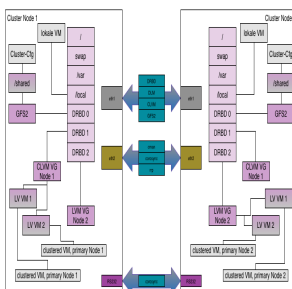 Cluster Node 1
lokale VM
/
swap
Cluster-Cfg
/var
/shared
/local
GFS2
DRBD 0
DRBD 1
DRBD 2
CLVM VG
Node 1
LV VM 1
LVM VG
Node 2
LV VM 2
clustered VM, primary Node 1
clustered VM, primary Node 2
eth1
eth2
Cluster Node
lokale VM
/
swap
Cluster-Cfg
/var
/shared
/local
GFS2
DRBD 0
DRBD 1
DRBD 2
CLVM VG
Node 1
LVM VG
Node 2
LV VM 1
LV VM 2
clustered VM, primary Node 2
clustered VM, primary Node 1